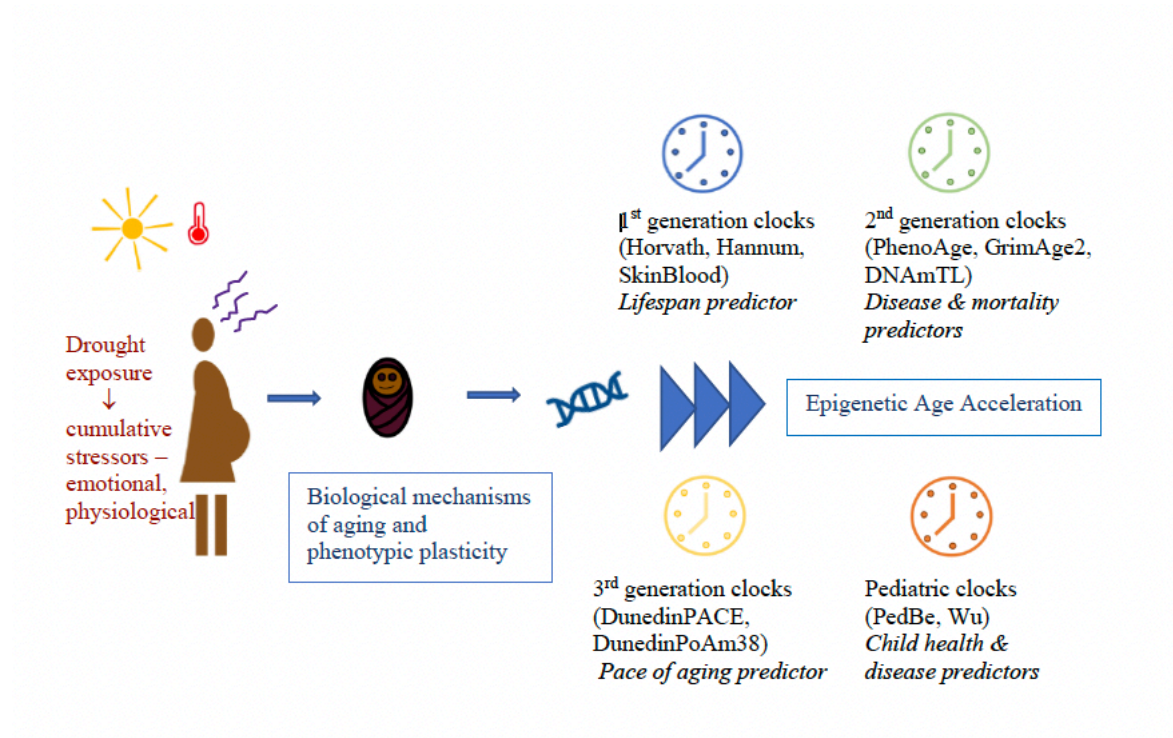 Drought
exposure
↓
cumulative
stressors –
emotional,
physiological
Biological mechanisms
of aging and
phenotypic plasticity
1st generation clocks
(Horvath, Hannum,
SkinBlood)
Lifespan predictor
2nd generation clocks
(PhenoAge, GrimAge2,
DNAmTL)
Disease & mortality
predictors
Epigenetic Age Acceleration
3rd generation clocks
(DunedinPACE,
DunedinPoAm38)
Pace of aging predictor
Pediatric clocks
(PedBe, Wu)
Child health &
disease predictors